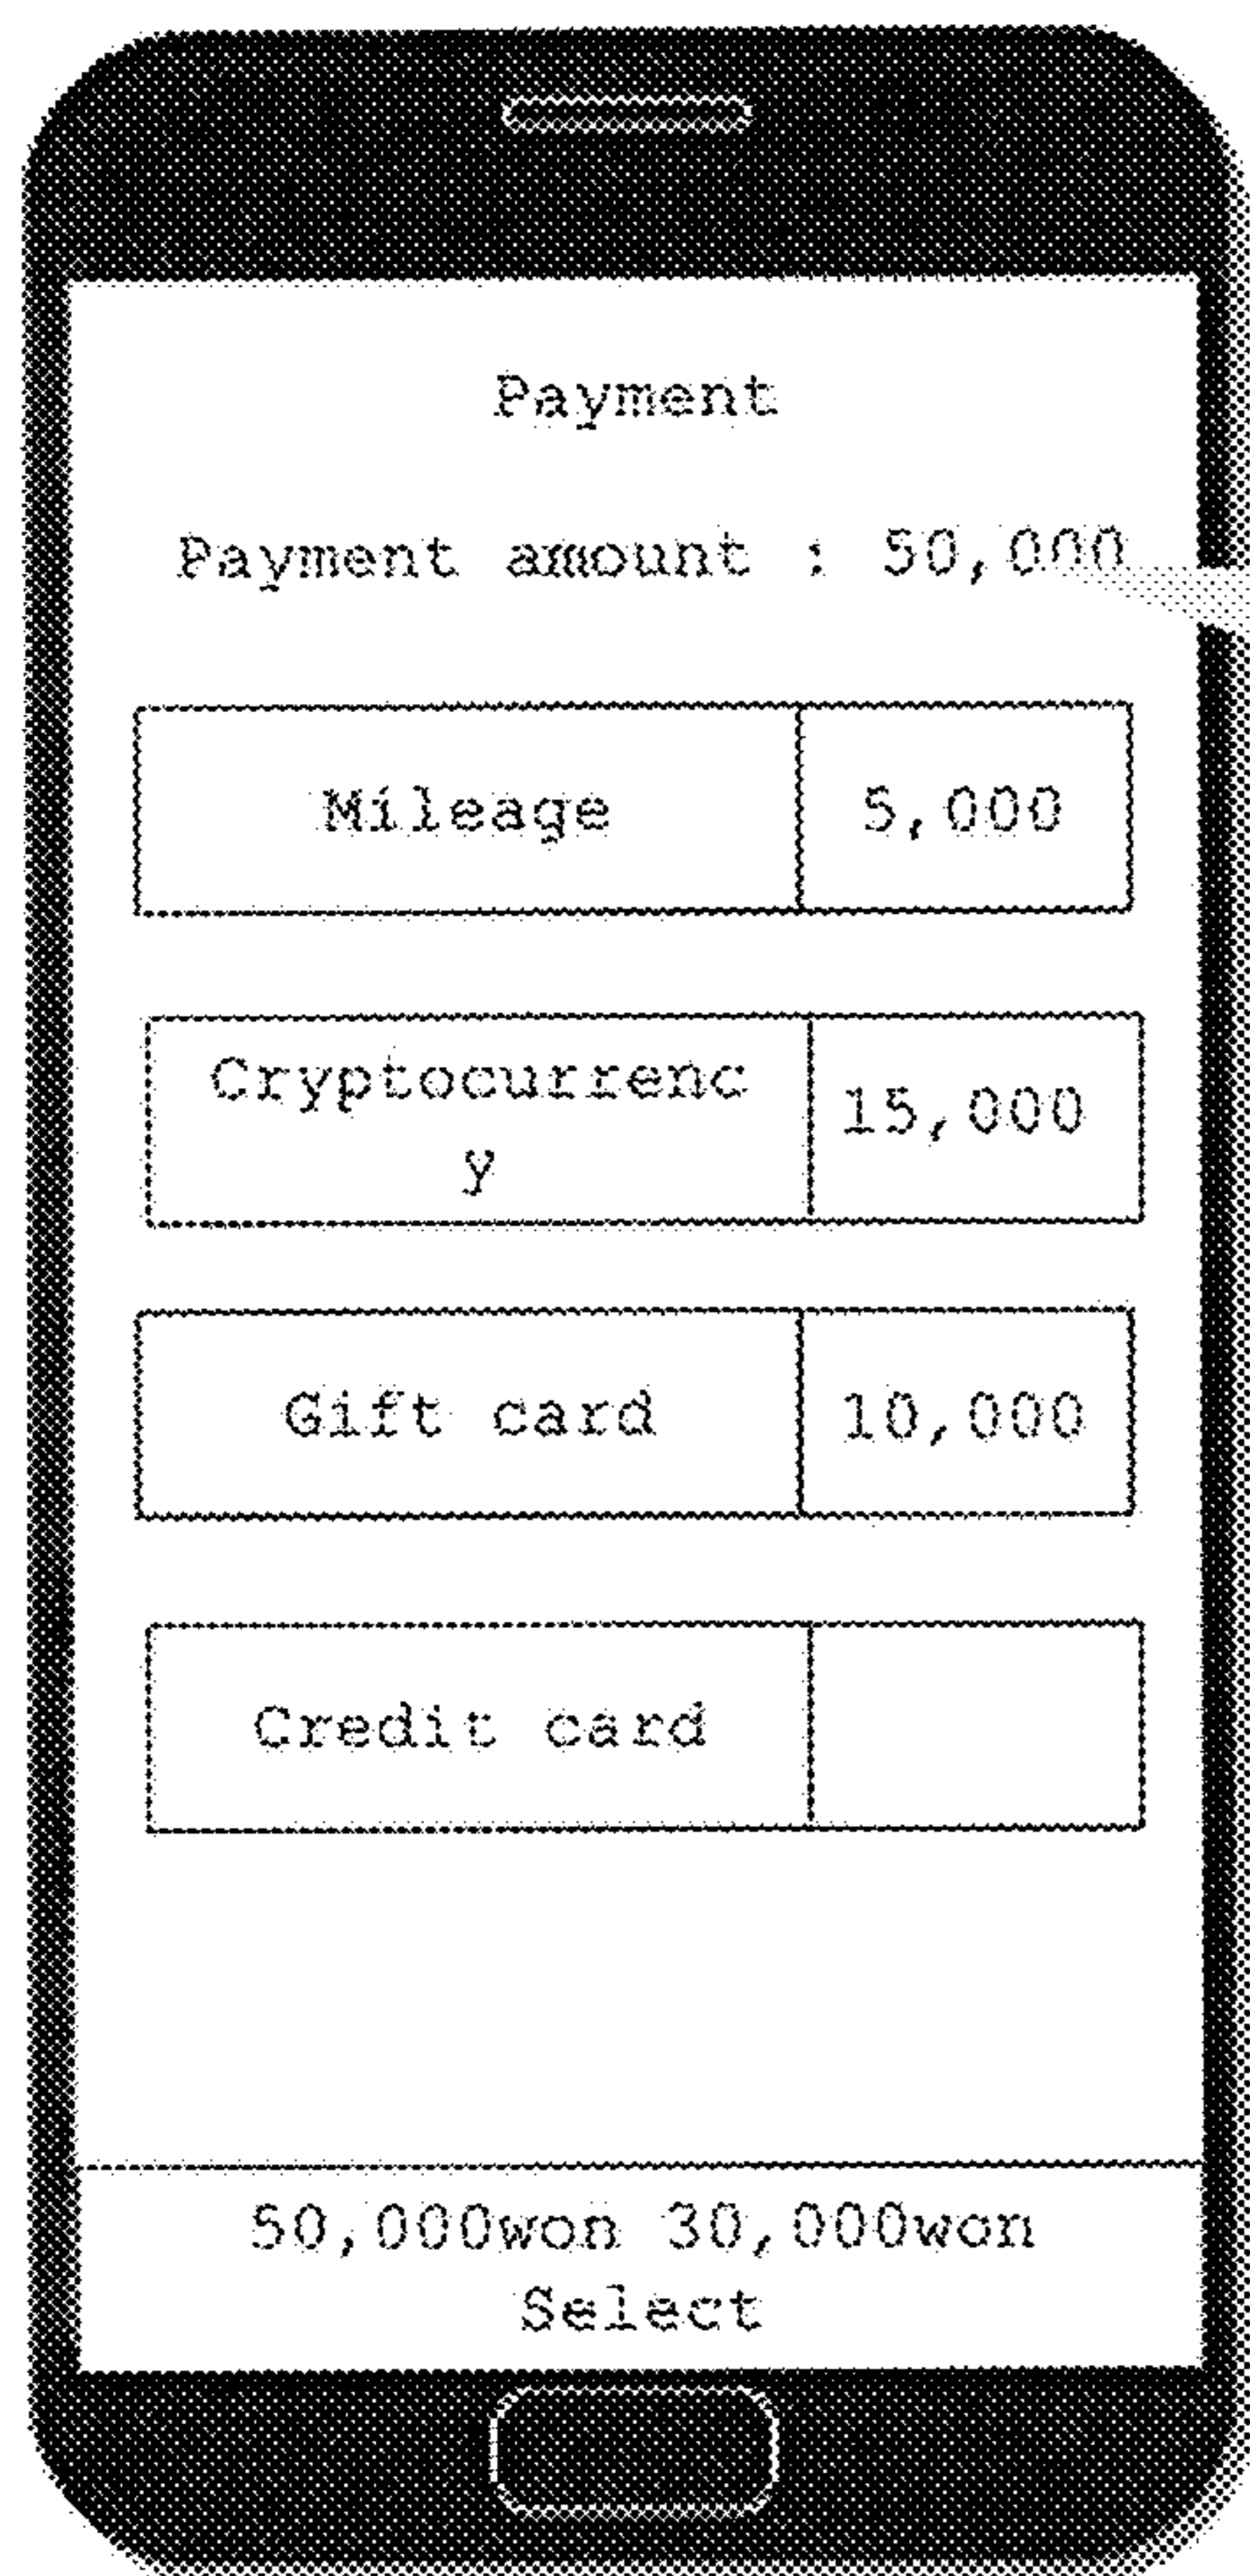 Payment
Payment amount : 50,000
Mileage
5,000
Cryptocurrenc
y
15,000
Gift card
10,000
Credit card
50,000won 30,000won
Select